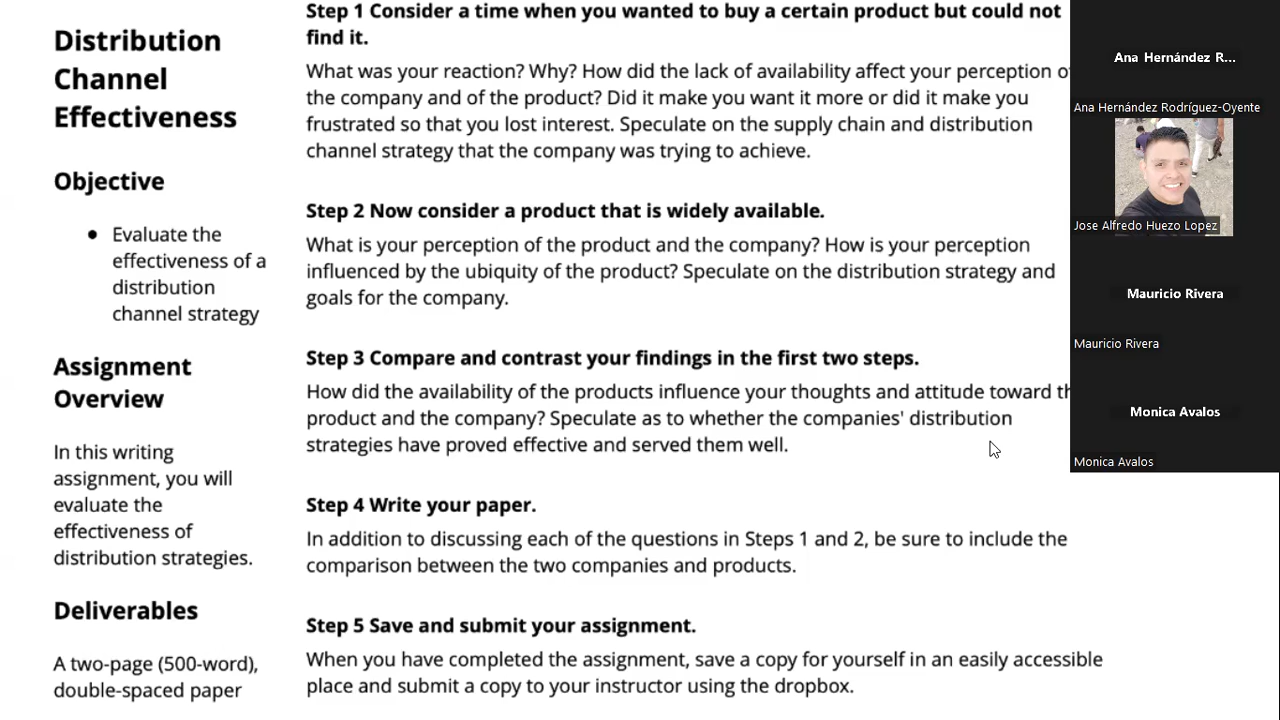 Distribution
Channel
Effectiveness
Objective
• Evaluate the
effectiveness of a
distribution
channel strategy
Assignment
Overview
In this writing
assignment, you will
evaluate the
effectiveness of
distribution strategies.
Deliverables
A two-page (500-word),
double-spaced paper
Step 1 Consider a time when you wanted to buy a certain product but could not
find it.
What was your reaction? Why? How did the lack of availability affect your perception
the company and of the product? Did it make you want it more or did it make you
frustrated so that you lost interest. Speculate on the supply chain and distribution
channel strategy that the company was trying to achieve.
Step 2 Now consider a product that is widely available.
What is your perception of the product and the company? How is your perception
influenced by the ubiquity of the product? Speculate on the distribution strategy and
goals for the company.
Step 3 Compare and contrast your findings in the first two steps.
How did the availability of the products influence your thoughts and attitude toward
product and the company? Speculate as to whether the companies' distribution
strategies have proved effective and served them well.
Step 4 Write your paper.
In addition to discussing each of the questions in Steps 1 and 2, be sure to include the
comparison between the two companies and products.
Step 5 Save and submit your assignment.
When you have completed the assignment, save a copy for yourself in an easily accessible
place and submit a copy to your instructor using the dropbox.
Ana Hernández R...
Ana Hernández Rodríguez-Oyente
Jose Alfredo Huezo Lopez
Mauricio Rivera
Mauricio Rivera
Monica Avalos
Monica Avalos